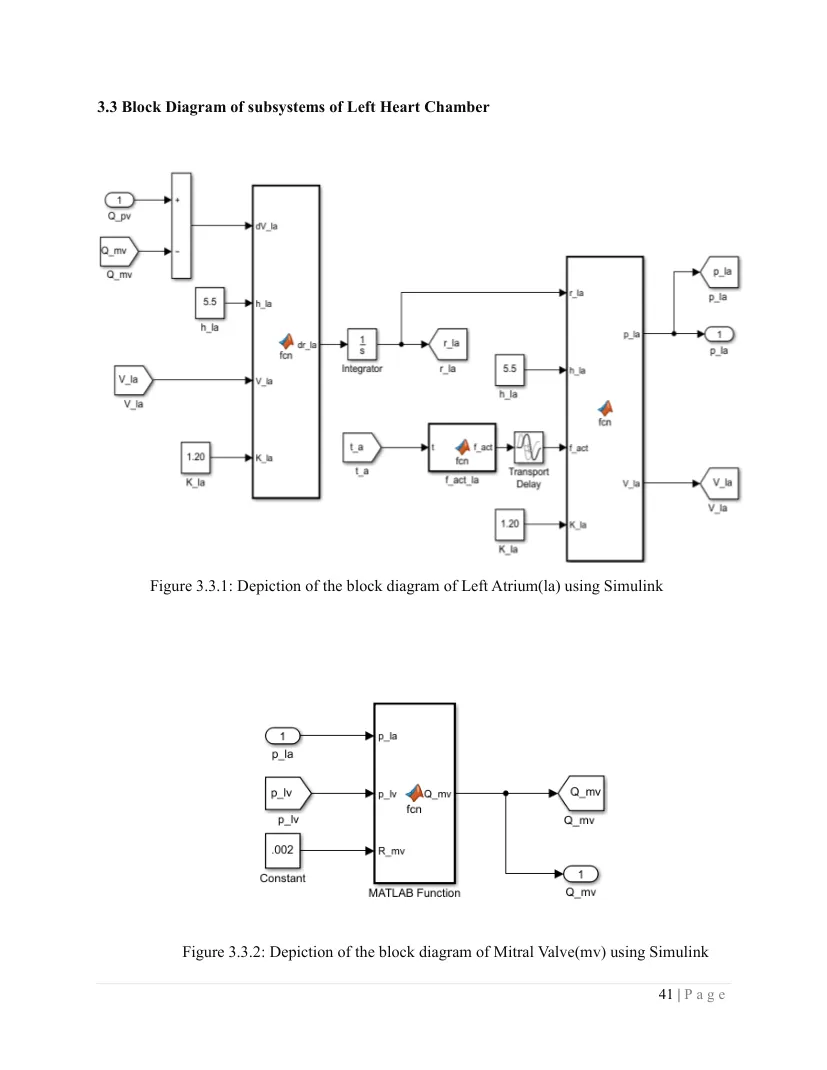 3.3 Block Diagram of subsystems of Left Heart Chamber
1
Q_pv
+
Q_mv
−
Q_mv
dV_la
5.5
h_la
h_la
V_la
V_la
V_la
1.20
K_la
K_la
fcn
dr_la
1
s
Integrator
r_la
r_la
t_a
t_a
t
fcn
f_act
f_act_la
Transport
Delay
r_la
5.5
h_la
h_la
fcn
f_act
1.20
K_la
K_la
p_la
p_la
p_la
1
p_la
V_la
V_la
V_la
Figure 3.3.1: Depiction of the block diagram of Left Atrium(la) using Simulink
1
p_la
p_la
p_lv
p_lv
p_lv
.002
Constant
R_mv
fcn
Q_mv
MATLAB Function
Q_mv
Q_mv
1
Q_mv
Figure 3.3.2: Depiction of the block diagram of Mitral Valve(mv) using Simulink
41 | P a g e